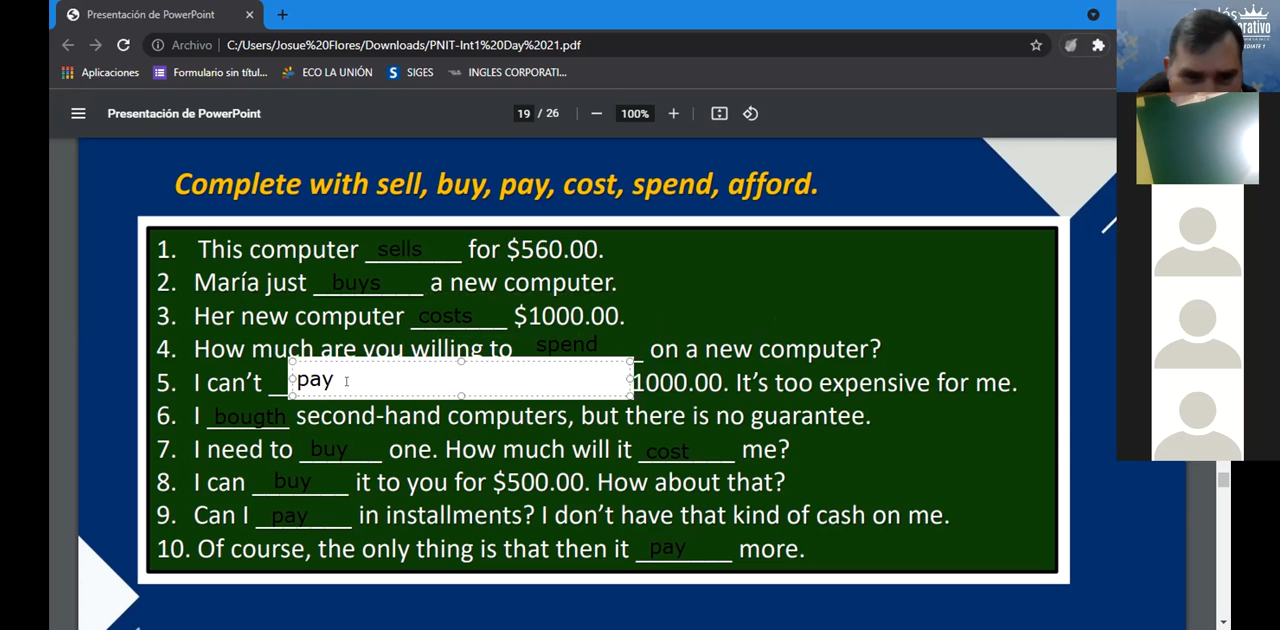 Presentación de PowerPoint
Archivo C:/Users/Josue%20Flores/Downloads/PNIT-Int1%20Day%2021.pdf
Aplicaciones Formulario sin títul... ECO LA UNIÓN SIGES INGLES CORPORATI...
Presentación de PowerPoint 19 / 26 100%
Complete with sell, buy, pay, cost, spend, afford.
1. This computer sells for $560.00.
2. María just buys a new computer.
3. Her new computer costs $1000.00.
4. How much are you willing to spend on a new computer?
5. I can't pay 1000.00. It's too expensive for me.
6. I bougth second-hand computers, but there is no guarantee.
7. I need to buy one. How much will it cost me?
8. I can buy it to you for $500.00. How about that?
9. Can I pay in installments? I don't have that kind of cash on me.
10. Of course, the only thing is that then it pay more.